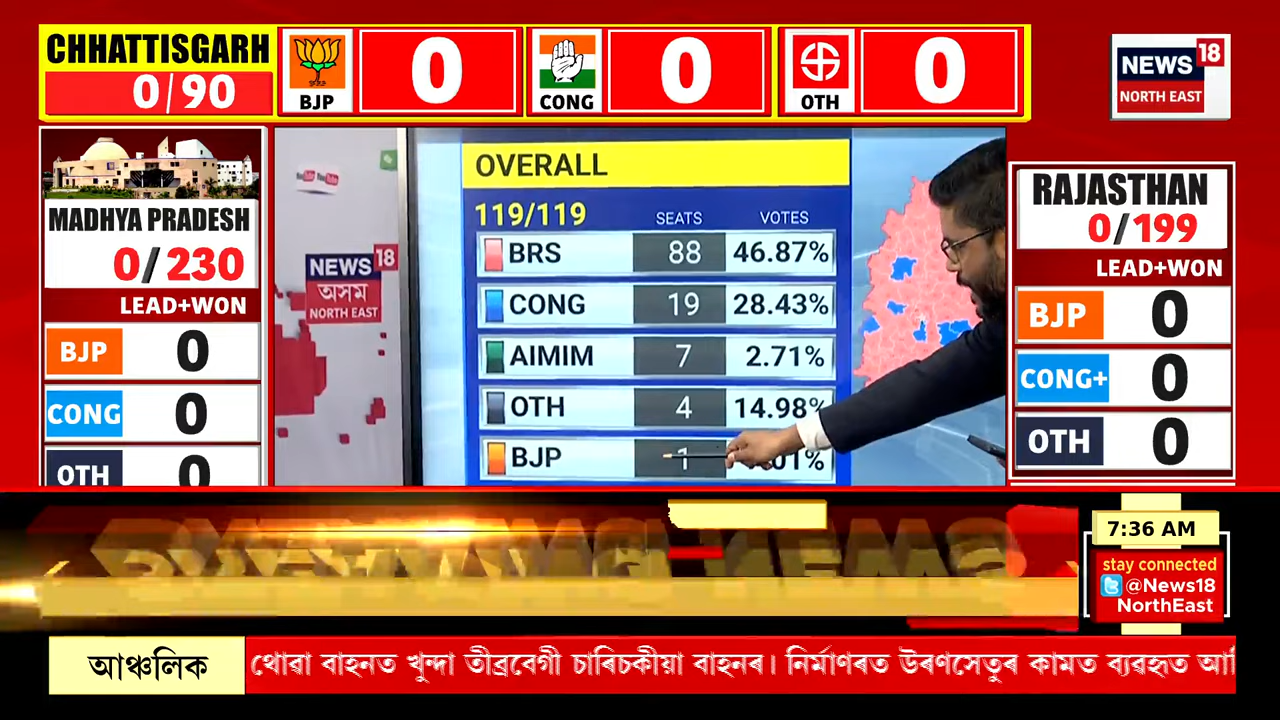 CHHATTISGARH
0/90
BJP
0
CONG
0
OTH
0
NEWS 18
NORTH EAST
MADHYA PRADESH
0/230
LEAD+WON
BJP 0
CONG 0
OTH 0
NEWS 18
অসম
NORTH EAST
OVERALL
119/119 SEATS VOTES
BRS 88 46.87%
CONG 19 28.43%
AIMIM 7 2.71%
OTH 4 14.98%
BJP 1
RAJASTHAN
0/199
LEAD+WON
BJP 0
CONG+ 0
OTH 0
7:36 AM
stay connected
@News18
NorthEast
আঞ্চলিক
থোৱা বাহনত খুন্দা তীব্ৰবেগী চাৰিচকীয়া বাহনৰ। নিৰ্মাণৰত উৰণসেতুৰ কামত ব্যৱহৃত